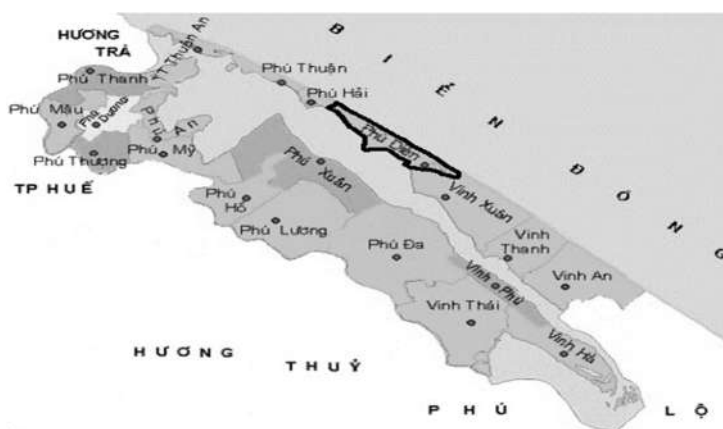 BIỂN ĐÔNG
HƯƠNG TRÀ
TT Thuận An
Phú Thuận
Phú Thanh
Phú Hải
Phú Mậu
Phú Dương
Phú An
Phú Diên
Phú Thượng
Phú Mỹ
Phú Xuân
TP HUẾ
Vinh Xuân
Phú Hồ
Phú Lương
Vinh Thanh
Phú Đa
Vinh An
Vinh Phú
Vinh Thái
HƯƠNG THUỶ
Vinh Hà
PHÚ LỘ